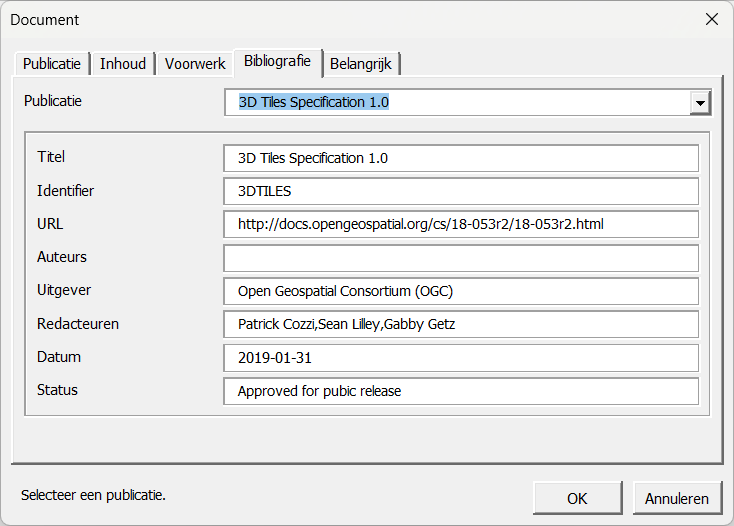 Document
Publicatie Inhoud Voorwerk Bibliografie Belangrijk
Publicatie 3D Tiles Specification 1.0
Titel 3D Tiles Specification 1.0
Identifier 3DTILES
URL http://docs.opengeospatial.org/cs/18-053r2/18-053r2.html
Auteurs
Uitgever Open Geospatial Consortium (OGC)
Redacteuren Patrick Cozzi,Sean Lilley,Gabby Getz
Datum 2019-01-31
Status Approved for pubic release
Selecteer een publicatie. OK Annuleren